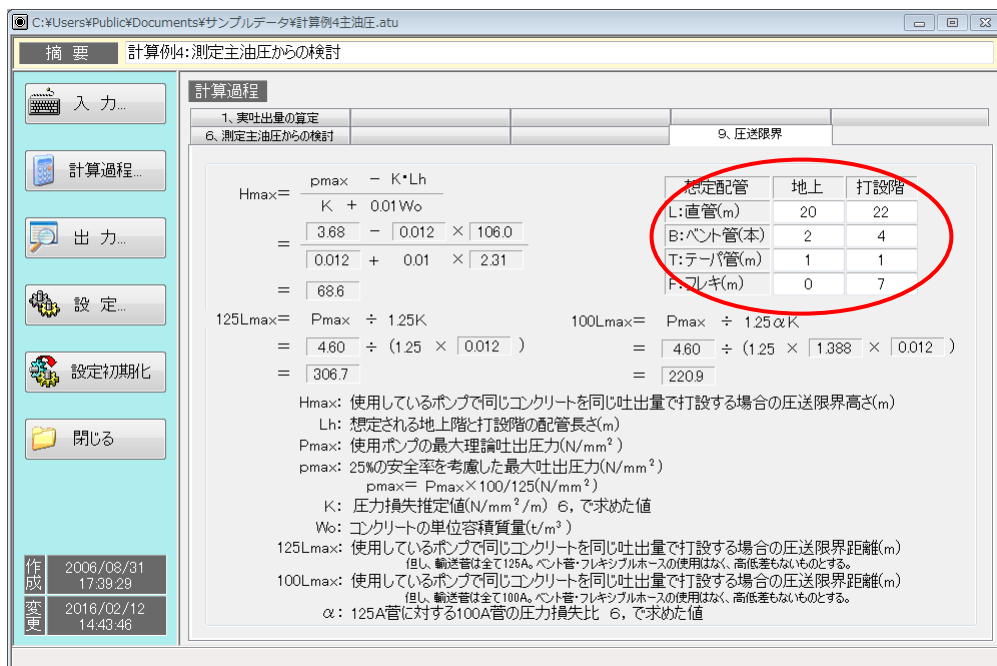 C:¥Users¥Public¥Documents¥サンプルデータ¥計算例4主油圧.atu
摘 要 計算例4:測定主油圧からの検討
入 力...
計算過程...
出 力...
設 定...
設定初期化
閉じる
作成 2006/08/31 17:39:29
変更 2016/02/12 14:43:46
計算過程
1、実吐出量の算定
6、測定主油圧からの検討 9、圧送限界
Hmax= pmax − K・Lh
K + 0.01Wo
= 3.68 − 0.012 × 106.0
0.012 + 0.01 × 2.31
= 68.6
想定配管 地上 打設階
L:直管(m) 20 22
B:ベント管(本) 2 4
T:テーパ管(m) 1 1
F:フレキ(m) 0 7
125Lmax= Pmax ÷ 1.25K
= 4.60 ÷ (1.25 × 0.012 )
= 306.7
100Lmax= Pmax ÷ 1.25αK
= 4.60 ÷ (1.25 × 1.388 × 0.012 )
= 220.9
Hmax: 使用しているポンプで同じコンクリートを同じ吐出量で打設する場合の圧送限界高さ(m)
Lh: 想定される地上階と打設階の配管長さ(m)
Pmax: 使用ポンプの最大理論吐出圧力(N/mm²)
pmax: 25%の安全率を考慮した最大吐出圧力(N/mm²)
pmax= Pmax×100/125(N/mm²)
K: 圧力損失推定値(N/mm²/m) 6，で求めた値
Wo: コンクリートの単位容積質量(t/m³)
125Lmax: 使用しているポンプで同じコンクリートを同じ吐出量で打設する場合の圧送限界距離(m)
但し、輸送管は全て125A。ベント管・フレキシブルホースの使用はなく、高低差もないものとする。
100Lmax: 使用しているポンプで同じコンクリートを同じ吐出量で打設する場合の圧送限界距離(m)
但し、輸送管は全て100A。ベント管・フレキシブルホースの使用はなく、高低差もないものとする。
α: 125A管に対する100A管の圧力損失比 6，で求めた値